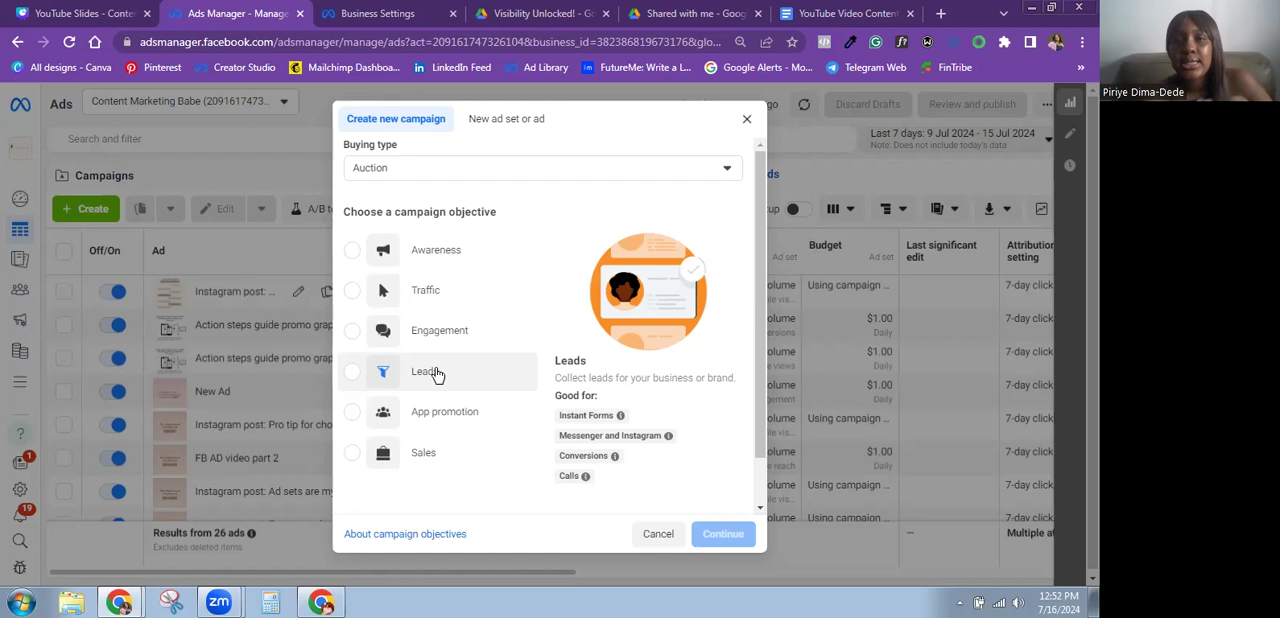 YouTube Slides - Conten
Ads Manager - Manage
Business Settings
Visibility Unlocked! - G
Shared with me - Goog
YouTube Video Content
adsmanager.facebook.com/adsmanager/manage/ads?act=209161747326104&business_id=3823868196731768&glo...
All designs - Canva
Pinterest
Creator Studio
Mailchimp Dashboa...
LinkedIn Feed
Ad Library
FutureMe: Write a L...
Google Alerts - Mo...
Telegram Web
FinTribe
Piriye Dima-Dede
Ads
Content Marketing Babe (2091617473...
go
Discard Drafts
Review and publish
Search and filter
Last 7 days: 9 Jul 2024 - 15 Jul 2024
Note: Does not include today's data
Campaigns
ds
+ Create
Edit
A/B t
up
Off/On
Ad
Budget
Ad set
Last significant edit
Attribution setting
Instagram post: ...
Action steps guide promo grap
Action steps guide promo grap
New Ad
Instagram post: Pro tip for cho
FB AD video part 2
Instagram post: Ad sets are my
Results from 26 ads
Excludes deleted items
Using campaign ...
7-day click
$1.00
Daily
Multiple at
Create new campaign
New ad set or ad
Buying type
Auction
Choose a campaign objective
Awareness
Traffic
Engagement
Leads
App promotion
Sales
Leads
Collect leads for your business or brand.
Good for:
Instant Forms
Messenger and Instagram
Conversions
Calls
About campaign objectives
Cancel
Continue
1
19
zm
12:52 PM
7/16/2024